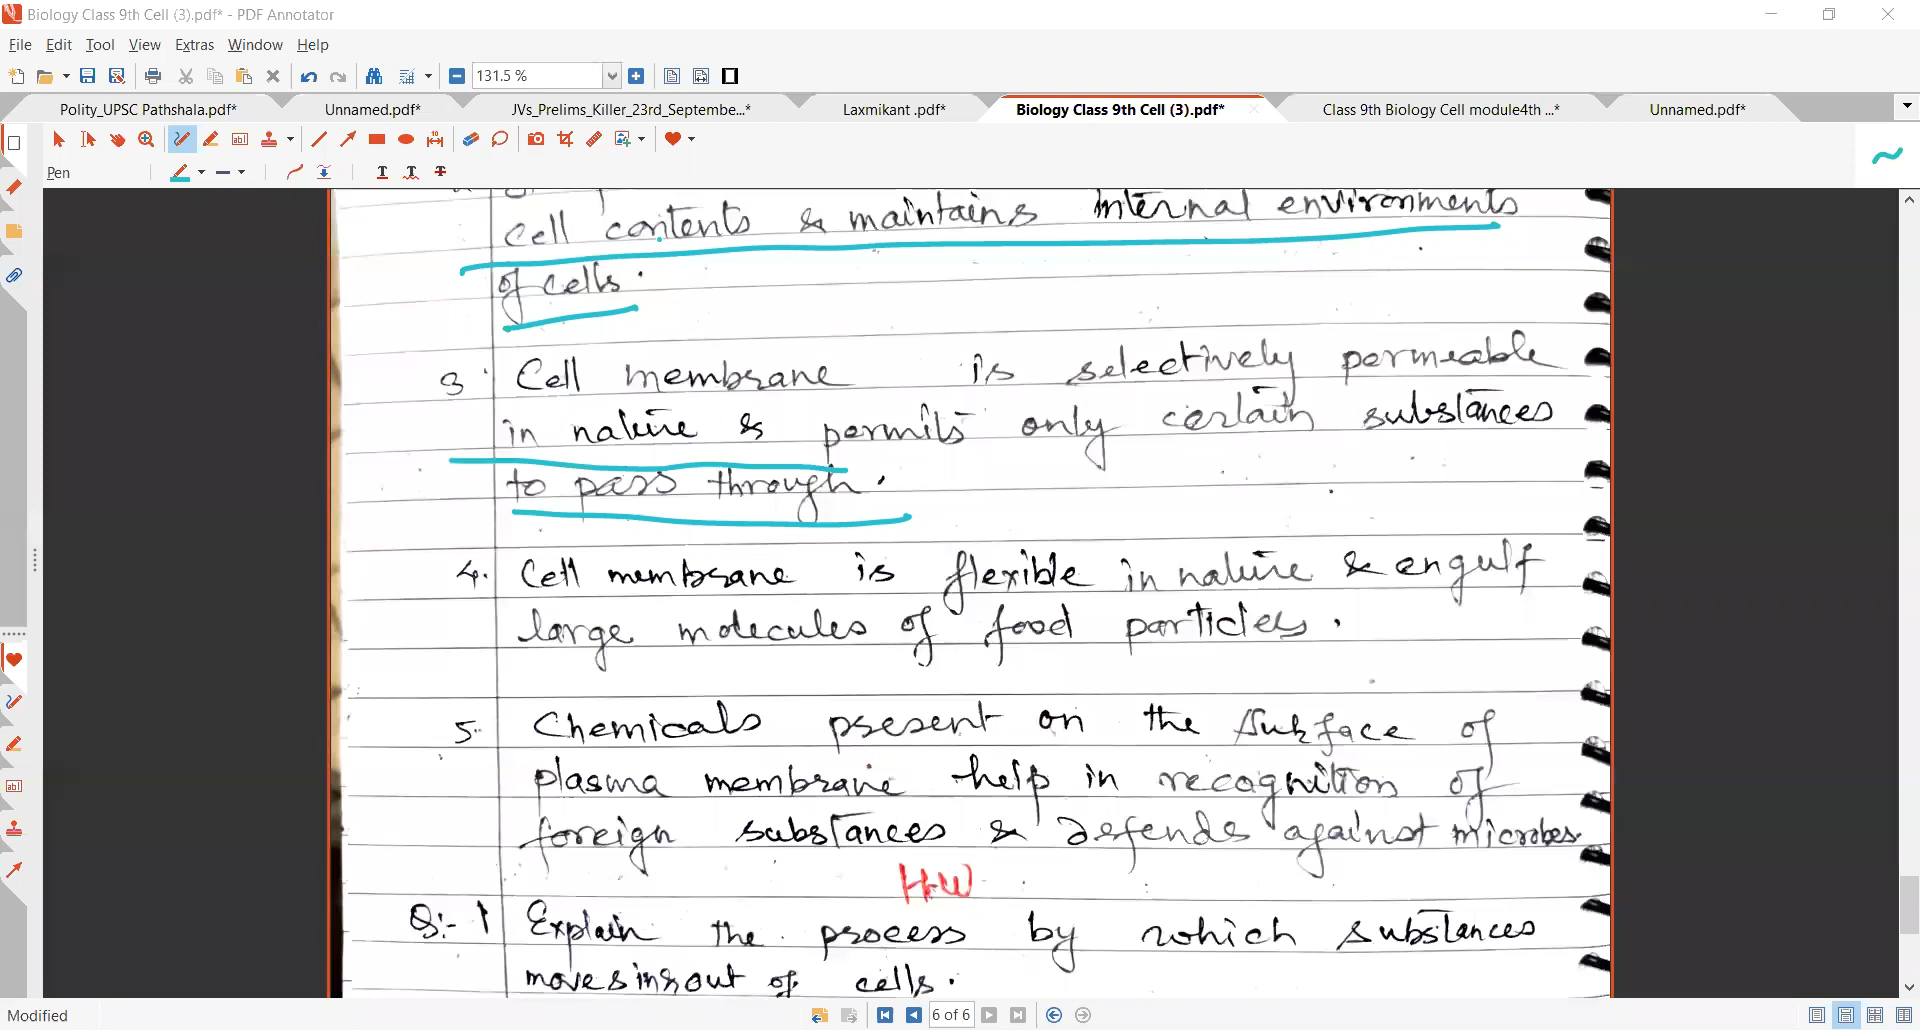 Biology Class 9th Cell (3).pdf* - PDF Annotator
File Edit Tool View Extras Window Help
131.5 %
Polity_UPSC Pathshala.pdf* Unnamed.pdf* JVs_Prelims_Killer_23rd_Septembe...* Laxmikant .pdf* Biology Class 9th Cell (3).pdf* Class 9th Biology Cell module4th ...* Unnamed.pdf*
Pen
Cell contents & maintains internal environments
of cells.
3. Cell membrane is selectively permeable
in nature & permits only certain substances
to pass through.
4. Cell membrane is flexible in nature & engulf
large molecules of food particles.
5. Chemicals present on the surface of
plasma membrane help in recognition of
foreign substances & defends against microbes.
H.W
Q:- 1 Explain the process by which substances
moves in & out of cells.
Modified 6 of 6